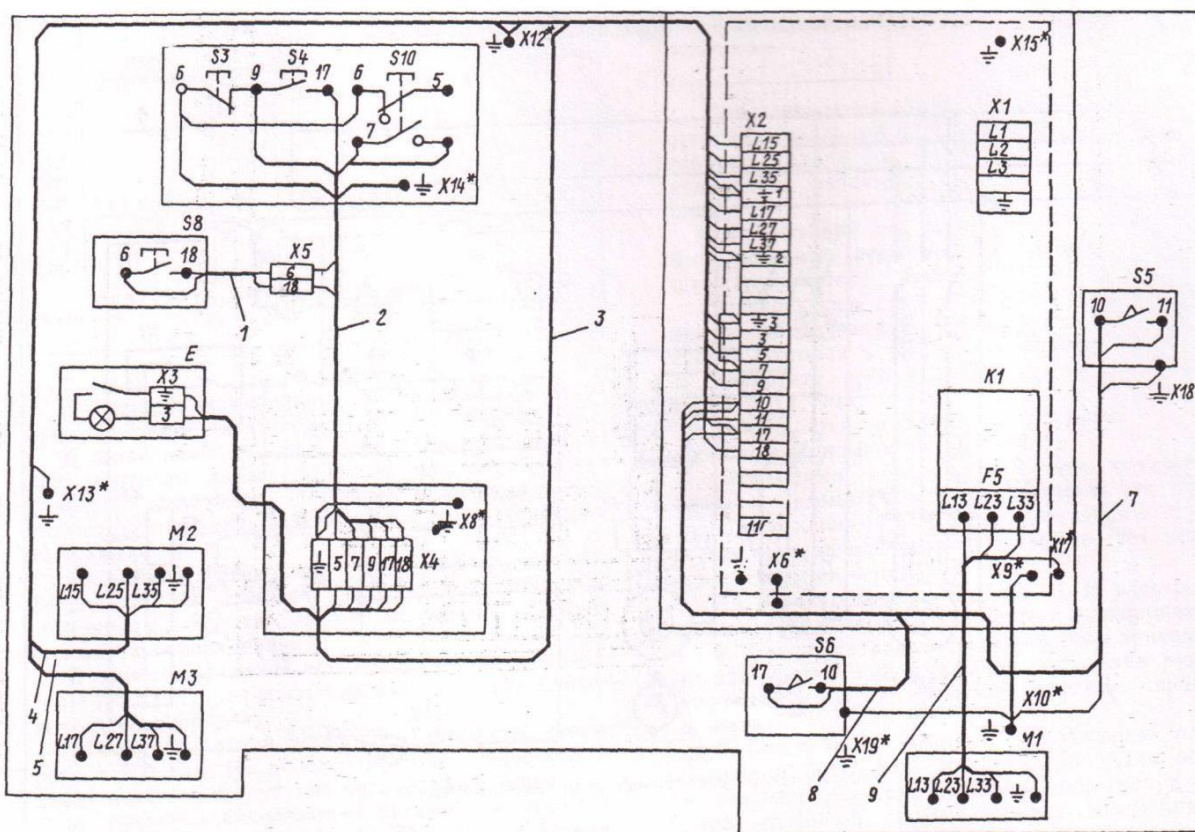 X12*
X15*
S3 S4 S10
6 9 17 6 5
7
X14*
X2
L15
L25
L35
1
L17
L27
L37
2
3
3
5
7
9
10
11
17
18
X1
L1
L2
L3
S8
6 18
X5
6
18
1
2
3
S5
10 11
X18
E
X3
3
K1
F5
L13 L23 L33
7
X13*
X8*
5 7 9 17 18 X4
M2
L15 L25 L35
X6*
X9*
X17*
M3
L17 L27 L37
4
5
S6
17 10
X19*
X10*
8
9
M1
L13 L23 L33